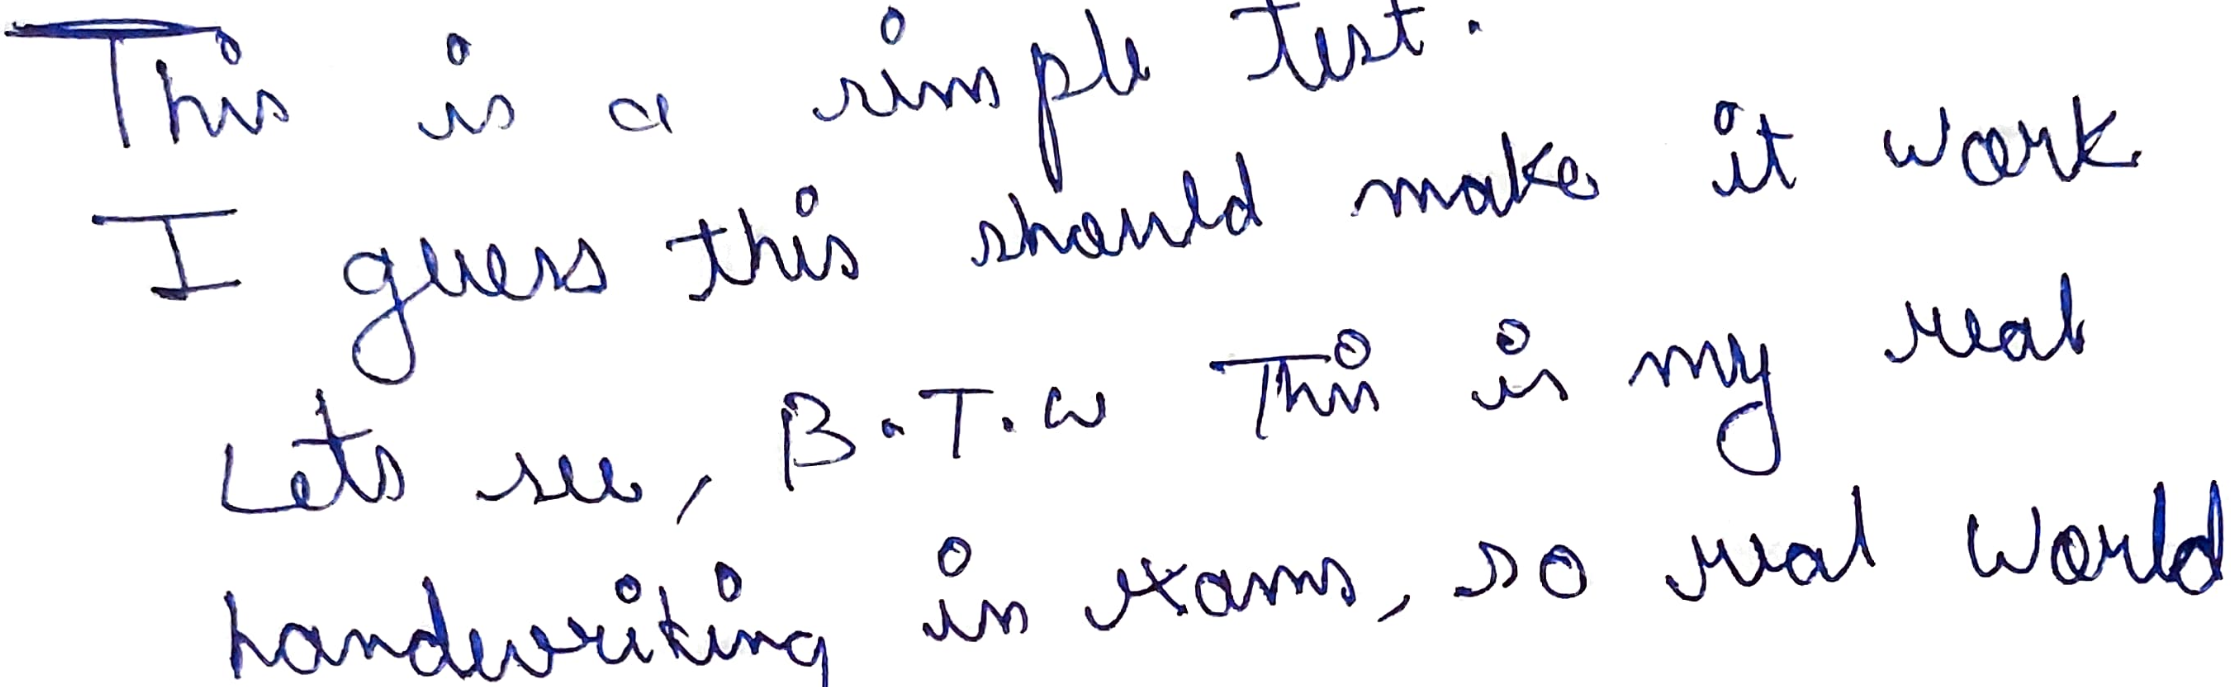 This is a simple test.
I guess this should make it work
Lets see, B.T.W This is my real
handwriting in exams, so real world